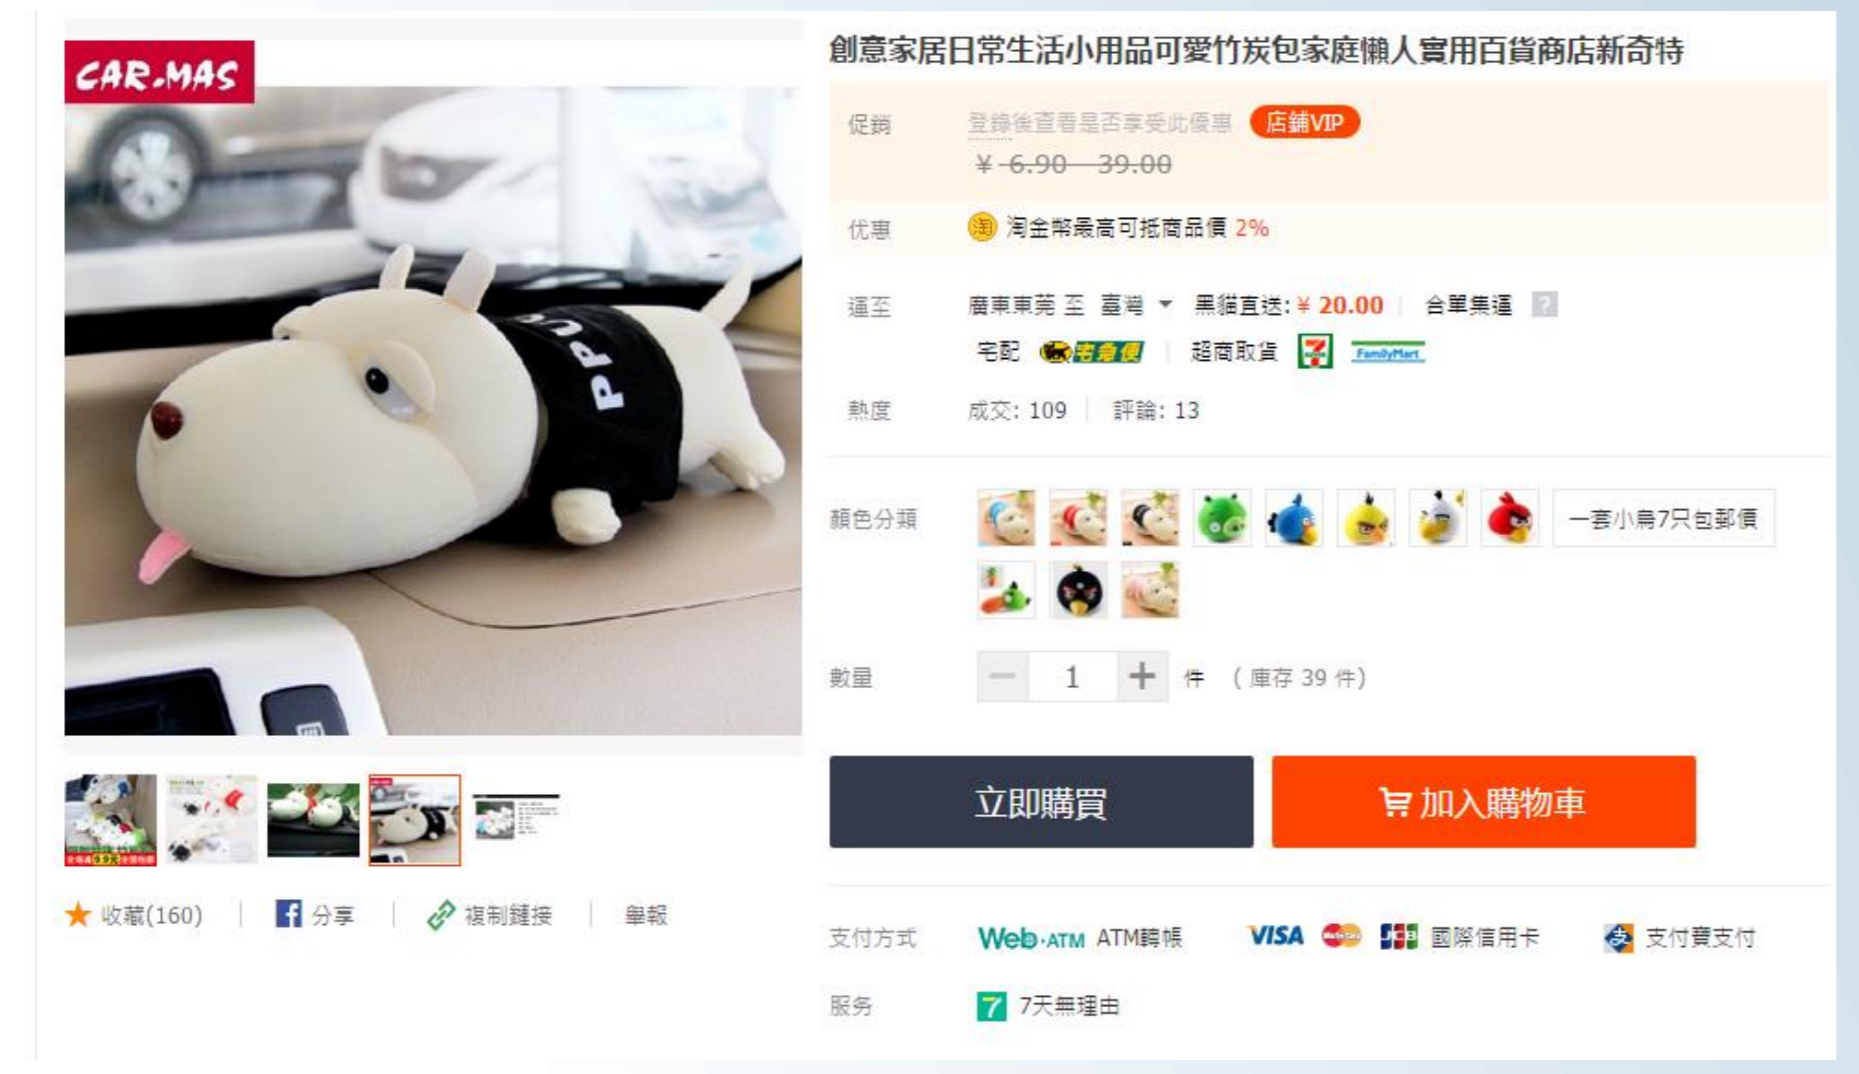 CAR·MAS
PPUS
創意家居日常生活小用品可愛竹炭包家庭懶人實用百貨商店新奇特
促銷 登錄後查看是否享受此優惠 店鋪VIP
¥ 6.90 39.00
优惠 淘 淘金幣最高可抵商品價 2%
運至 廣東東莞 至 臺灣 黑貓直送: ¥ 20.00 合單集運 ?
宅配 宅急便 超商取貨 FamilyMart
熱度 成交: 109 評論: 13
顏色分類 一套小鳥7只包郵價
數量 1 件 ( 庫存 39 件)
立即購買 加入購物車
收藏(160) 分享 複制鏈接 舉報
支付方式 Web·ATM ATM轉帳 VISA MasterCard JCB 國際信用卡 支 支付寶支付
服务 7 7天無理由